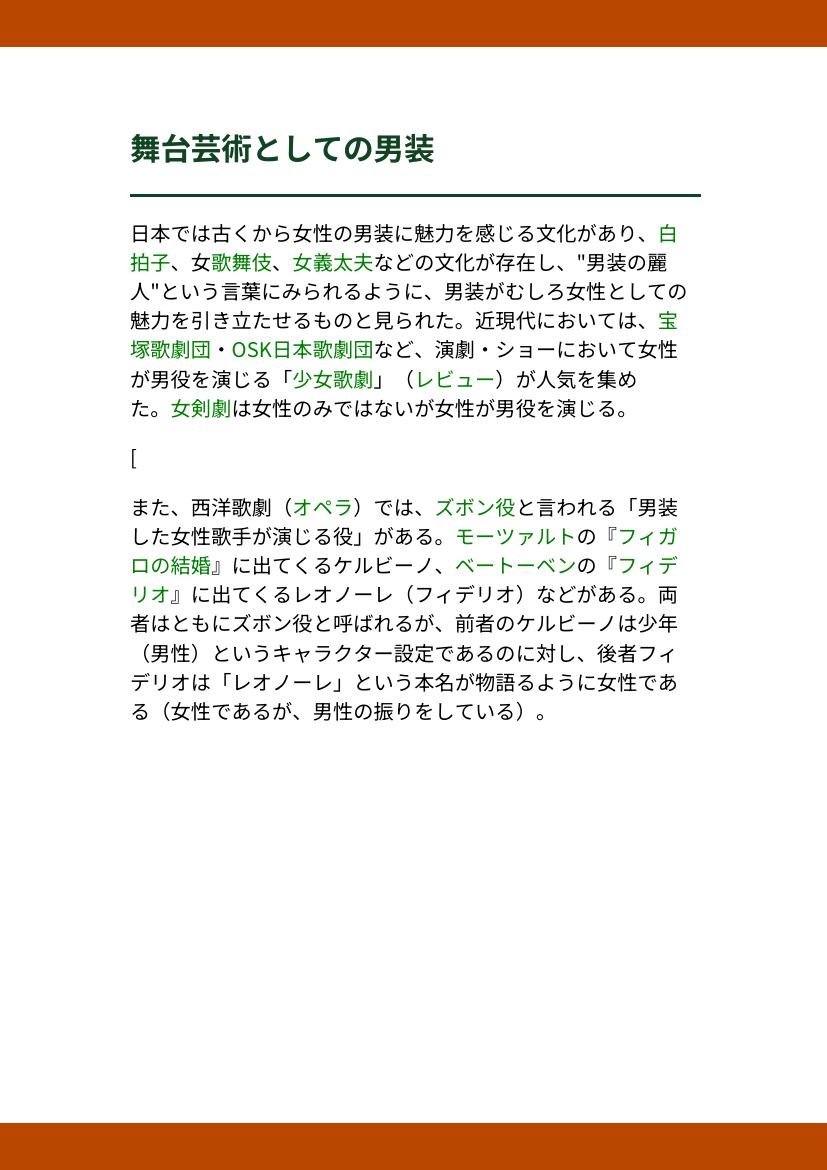 舞台芸術としての男装
日本では古くから女性の男装に魅力を感じる文化があり、白
拍子、女歌舞伎、女義太夫などの文化が存在し、"男装の麗
人"という言葉にみられるように、男装がむしろ女性としての
魅力を引き立たせるものと見られた。近現代においては、宝
塚歌劇団・OSK日本歌劇団など、演劇・ショーにおいて女性
が男役を演じる「少女歌劇」（レビュー）が人気を集め
た。女剣劇は女性のみではないが女性が男役を演じる。
[
また、西洋歌劇（オペラ）では、ズボン役と言われる「男装
した女性歌手が演じる役」がある。モーツァルトの『フィガ
ロの結婚』に出てくるケルビーノ、ベートーベンの『フィデ
リオ』に出てくるレオノーレ（フィデリオ）などがある。両
者はともにズボン役と呼ばれるが、前者のケルビーノは少年
（男性）というキャラクター設定であるのに対し、後者フィ
デリオは「レオノーレ」という本名が物語るように女性であ
る（女性であるが、男性の振りをしている）。